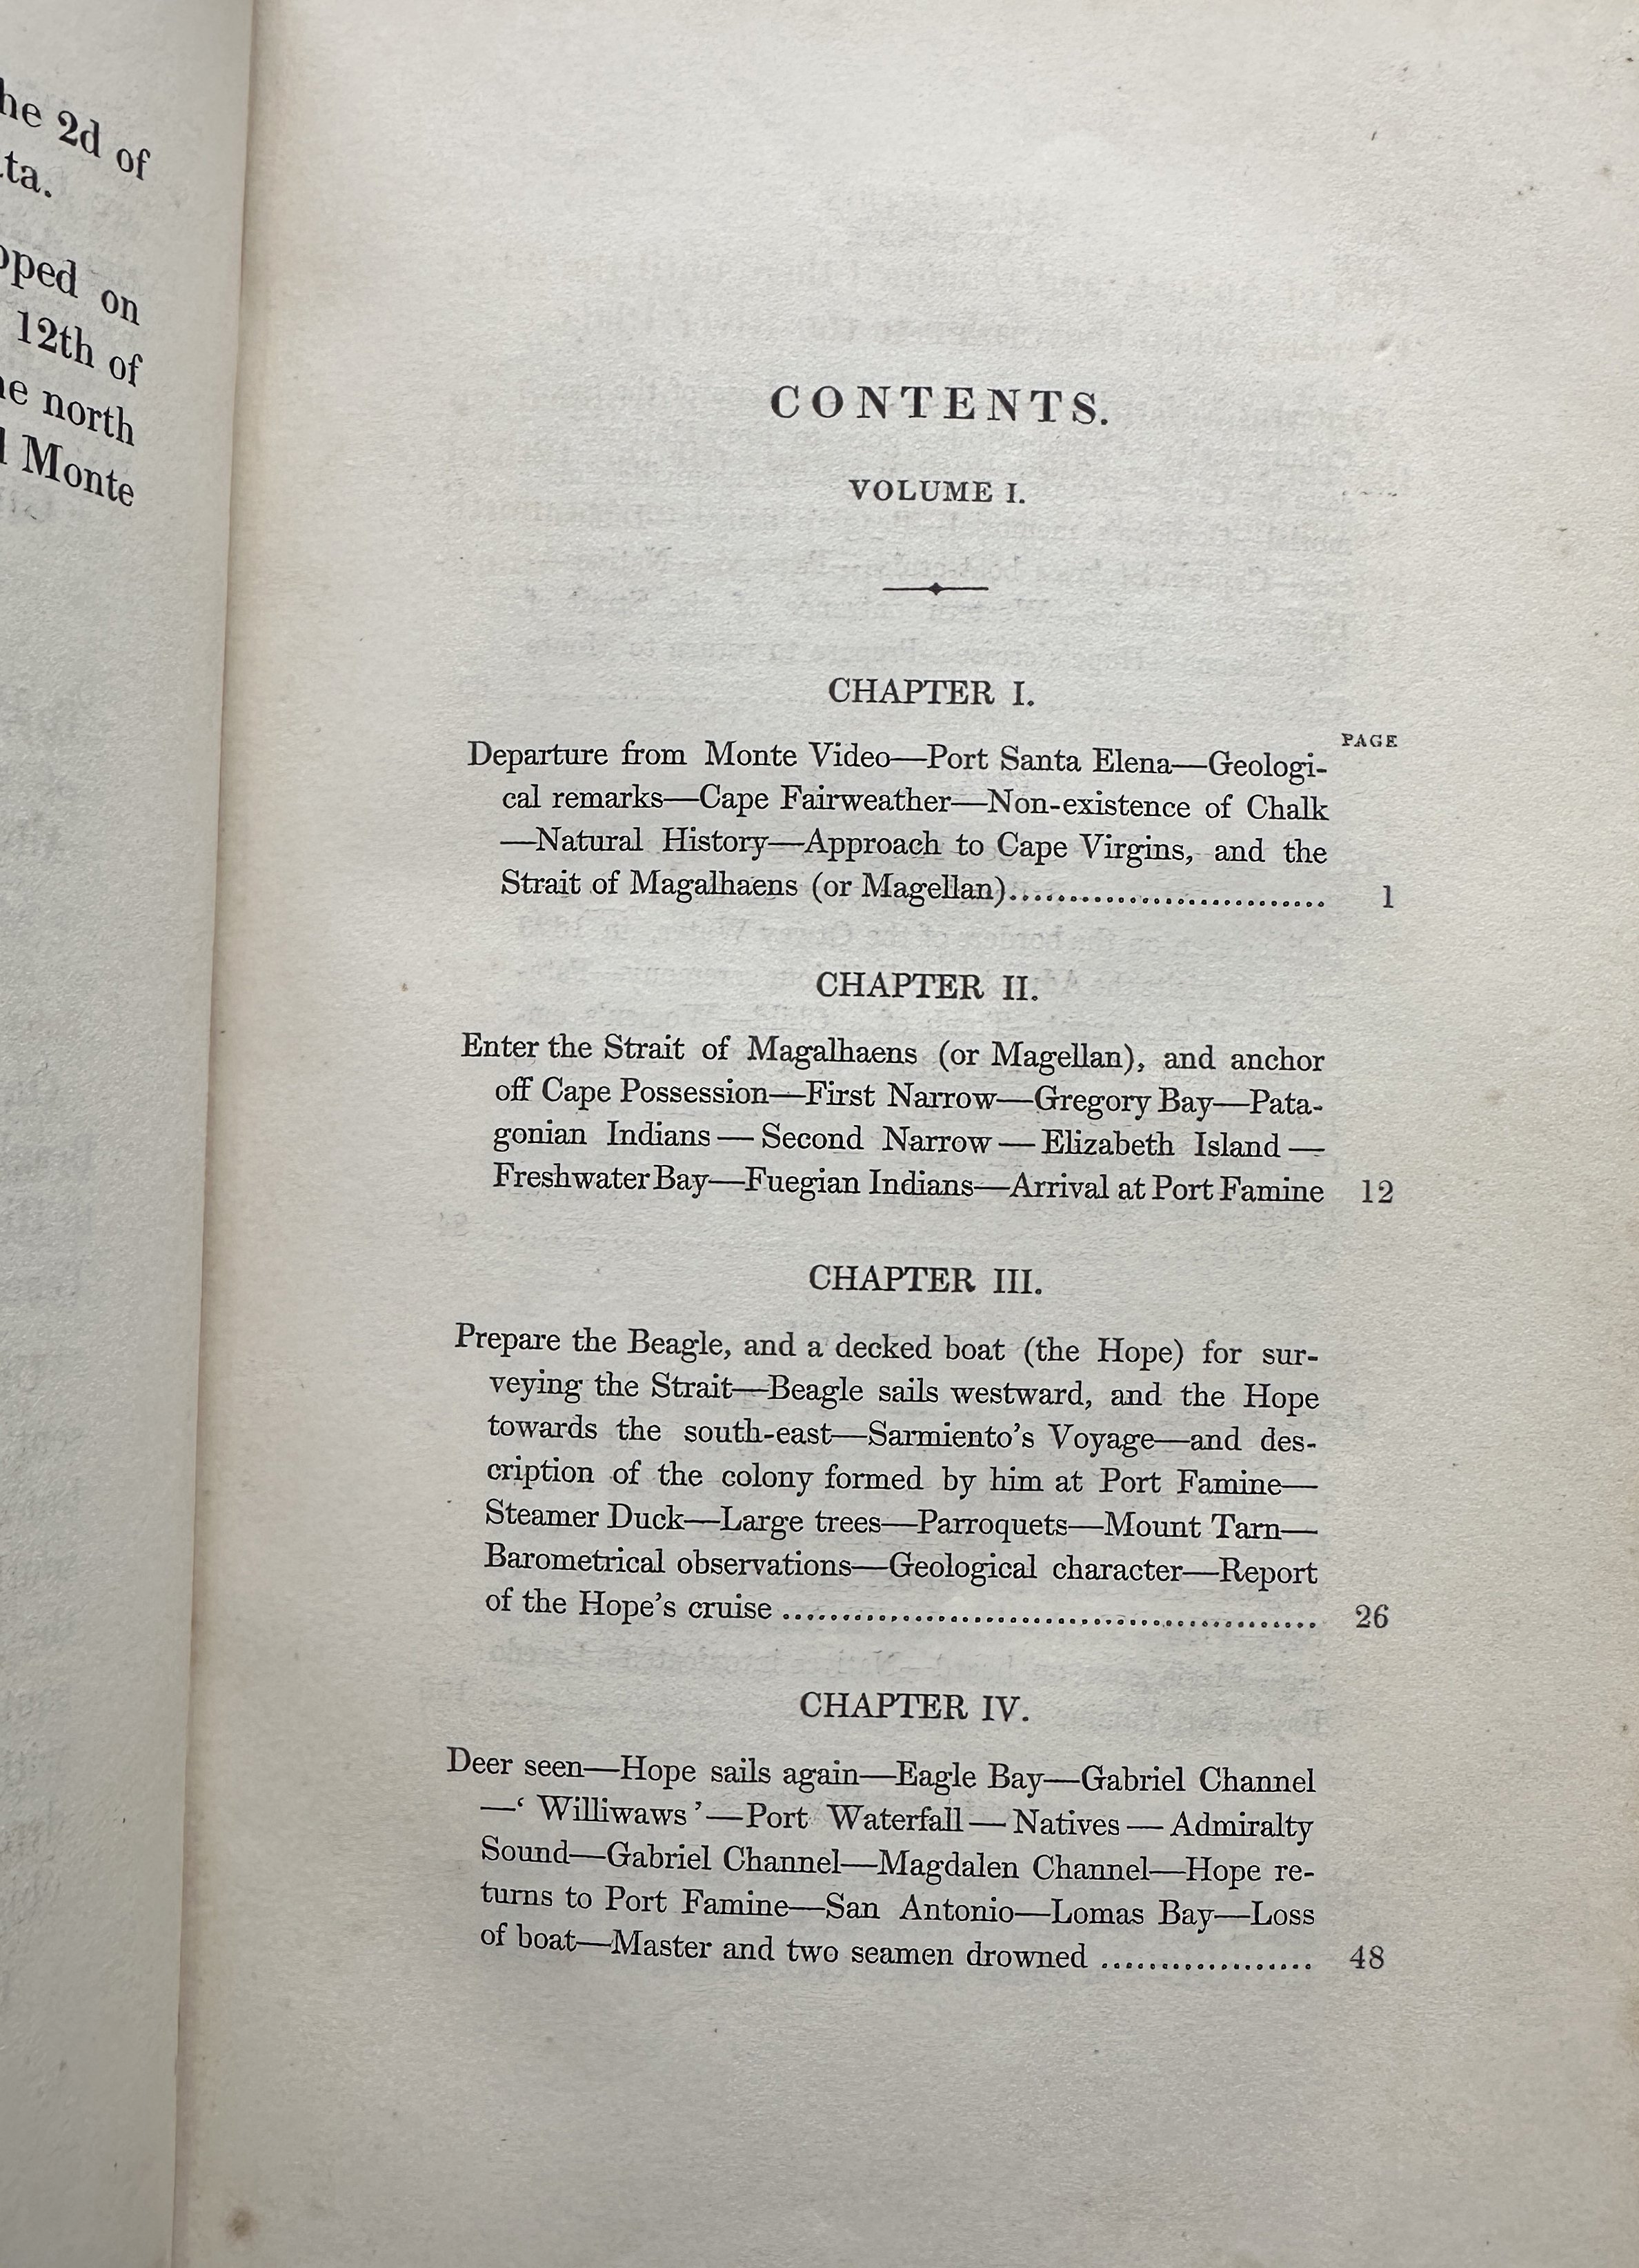 he 2d of
ta.
pped on
12th of
he north
Monte
CONTENTS.
VOLUME I.
CHAPTER I.
PAGE
Departure from Monte Video—Port Santa Elena—Geologi-
cal remarks—Cape Fairweather—Non-existence of Chalk
—Natural History—Approach to Cape Virgins, and the
Strait of Magalhaens (or Magellan)........................... 1
CHAPTER II.
Enter the Strait of Magalhaens (or Magellan), and anchor
off Cape Possession—First Narrow—Gregory Bay—Pata-
gonian Indians — Second Narrow — Elizabeth Island —
Freshwater Bay—Fuegian Indians—Arrival at Port Famine 12
CHAPTER III.
Prepare the Beagle, and a decked boat (the Hope) for sur-
veying the Strait—Beagle sails westward, and the Hope
towards the south-east—Sarmiento's Voyage—and des-
cription of the colony formed by him at Port Famine—
Steamer Duck—Large trees—Parroquets—Mount Tarn—
Barometrical observations—Geological character—Report
of the Hope's cruise ............................................. 26
CHAPTER IV.
Deer seen—Hope sails again—Eagle Bay—Gabriel Channel
—‘ Williwaws ’—Port Waterfall — Natives — Admiralty
Sound—Gabriel Channel—Magdalen Channel—Hope re-
turns to Port Famine—San Antonio—Lomas Bay—Loss
of boat—Master and two seamen drowned .................. 48